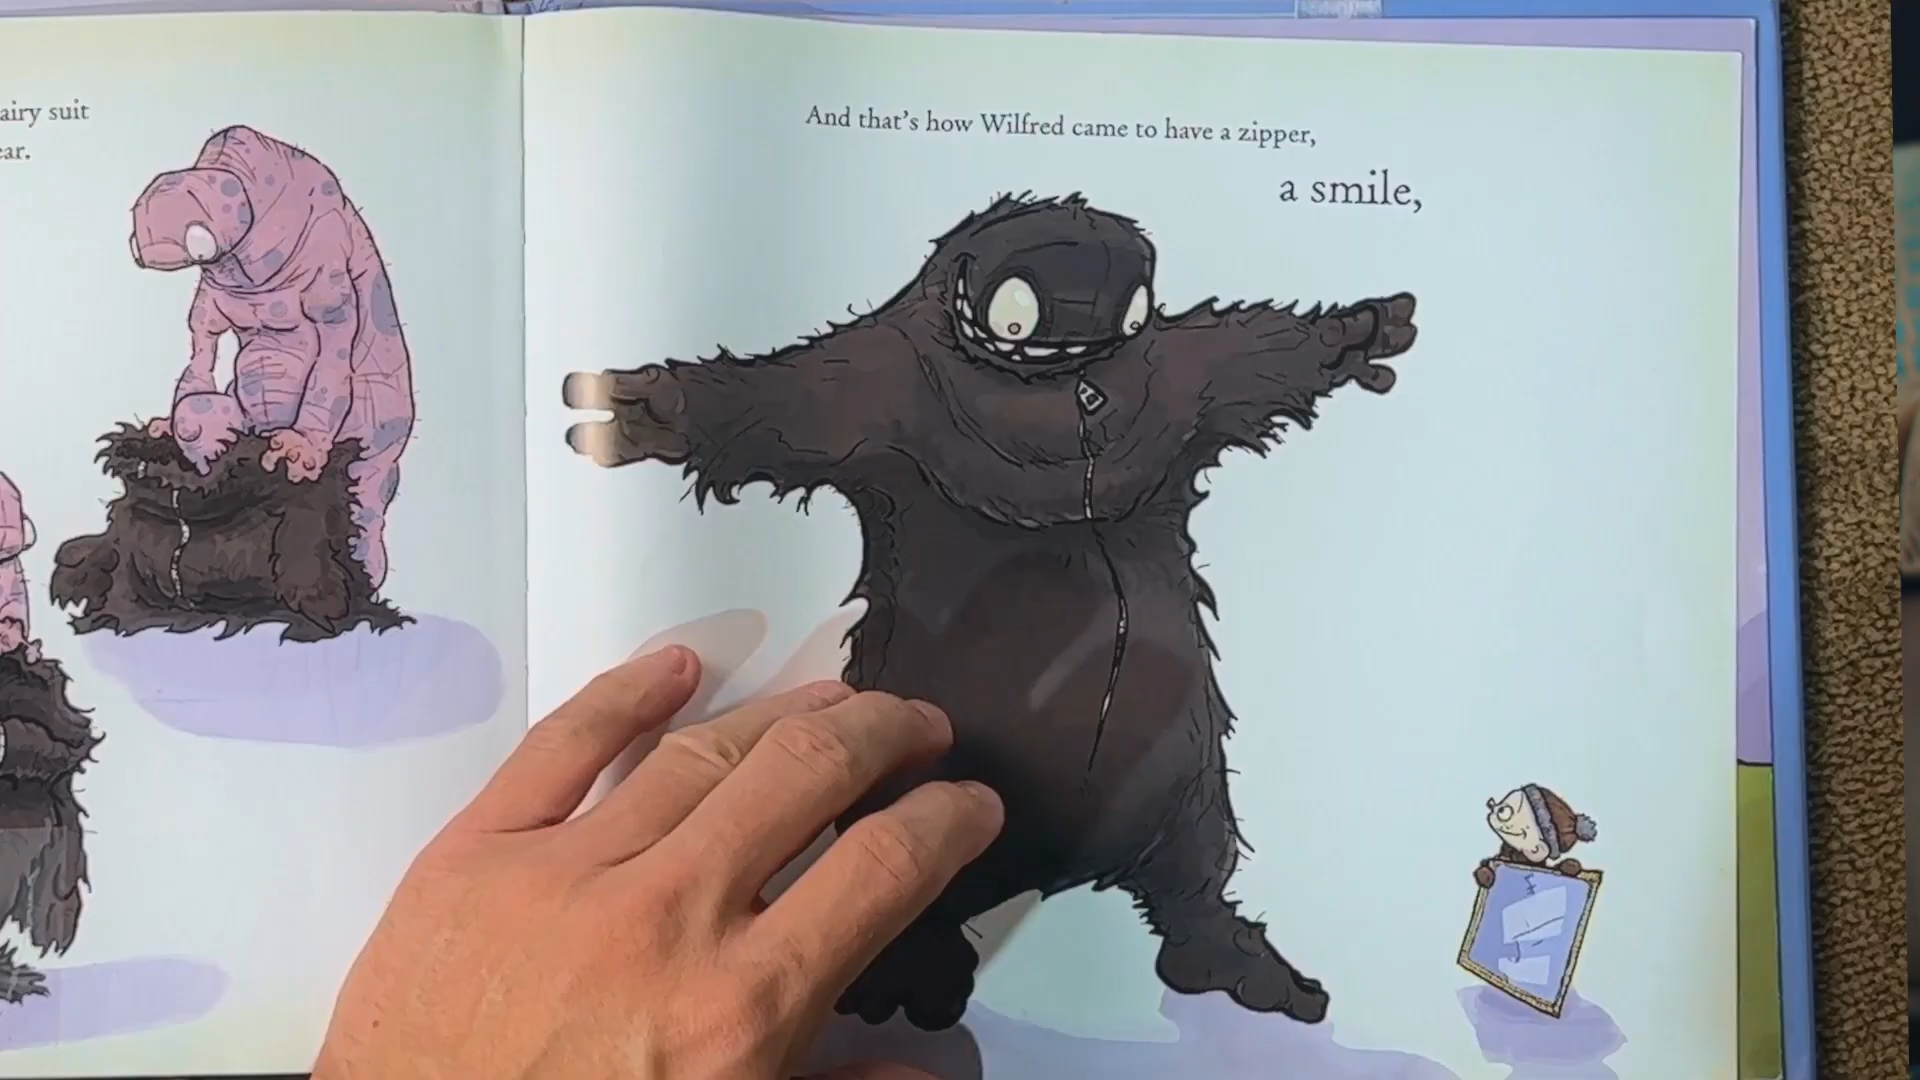 airy suit
ear.
And that's how Wilfred came to have a zipper,
a smile,